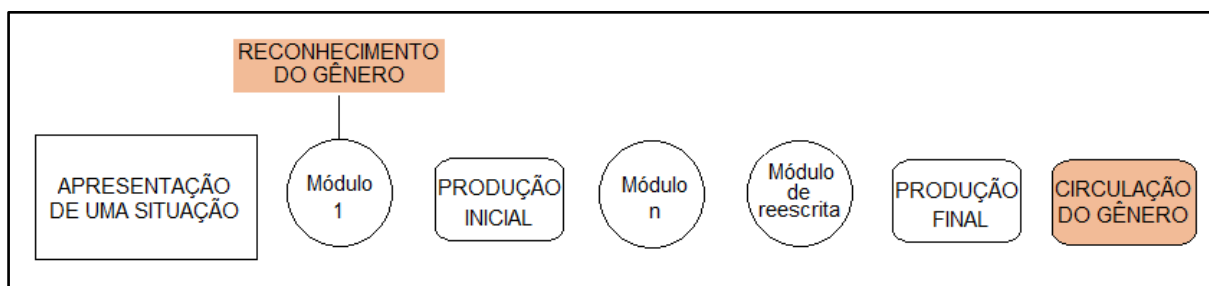 RECONHECIMENTO
DO GÊNERO
APRESENTAÇÃO
DE UMA SITUAÇÃO
Módulo
1
PRODUÇÃO
INICIAL
Módulo
n
Módulo
de
reescrita
PRODUÇÃO
FINAL
CIRCULAÇÃO
DO GÊNERO